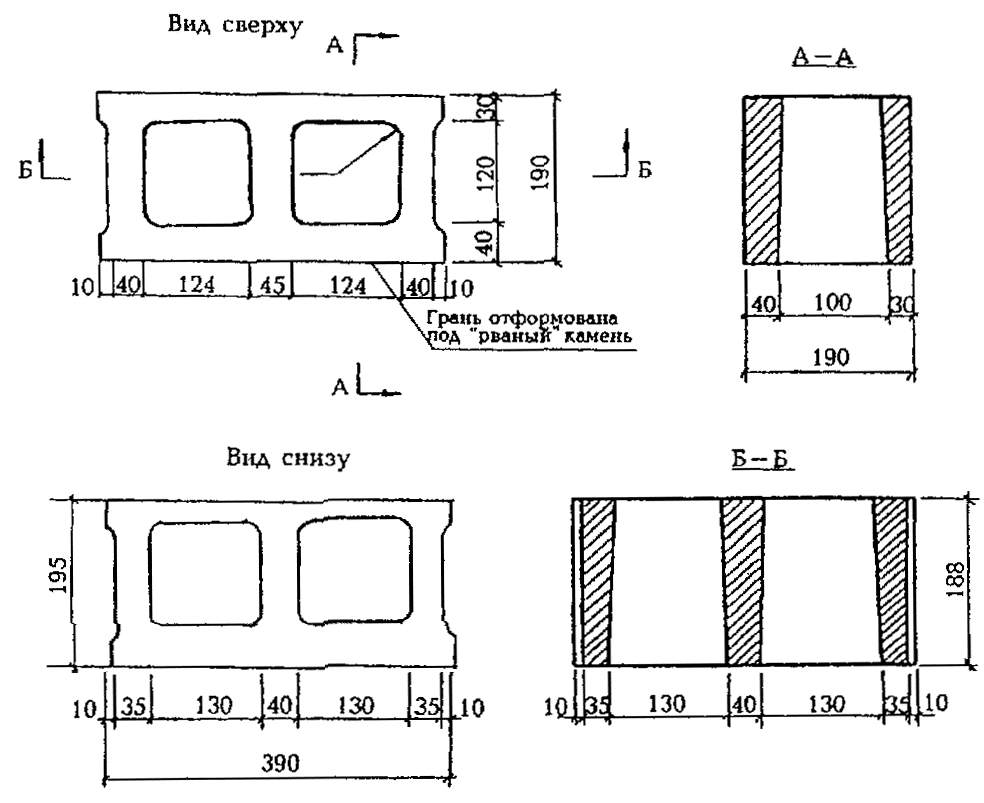 Вид сверху
А
А – А
30
Б
120
190
Б
40
10 40 124 45 124 40 10
Грань отформована
под "рваный" камень
40 100 30
190
А
Вид снизу
Б – Б
195
188
10 35 130 40 130 35 10
10 35 130 40 130 35 10
390